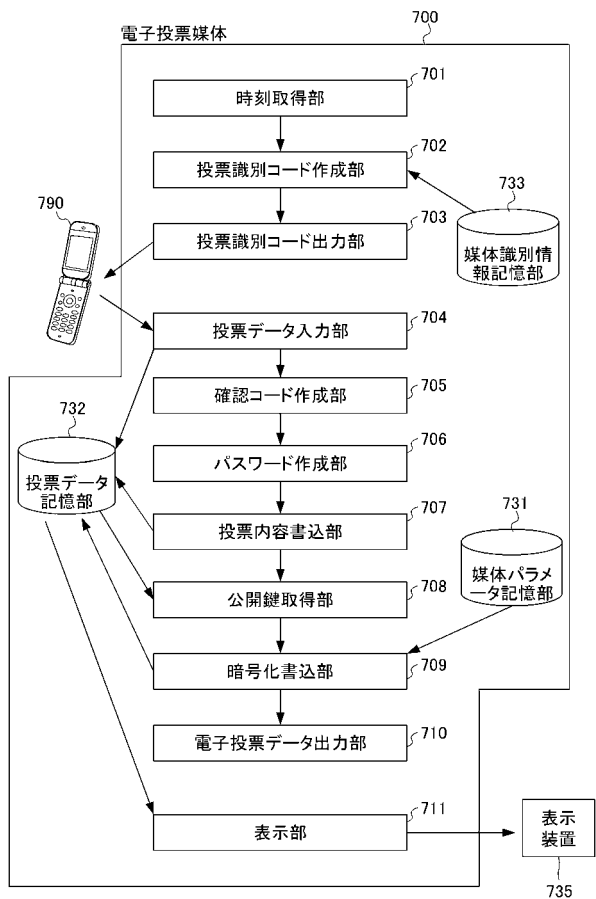 電子投票媒体
700
701
時刻取得部
702
投票識別コード作成部
790
703
733
投票識別コード出力部
媒体識別情
報記憶部
704
投票データ入力部
705
確認コード作成部
732
706
投票データ
記憶部
パスワード作成部
707
731
投票内容書込部
媒体パラメ
ータ記憶部
708
公開鍵取得部
709
暗号化書込部
710
電子投票データ出力部
711
表示部
表示
装置
735